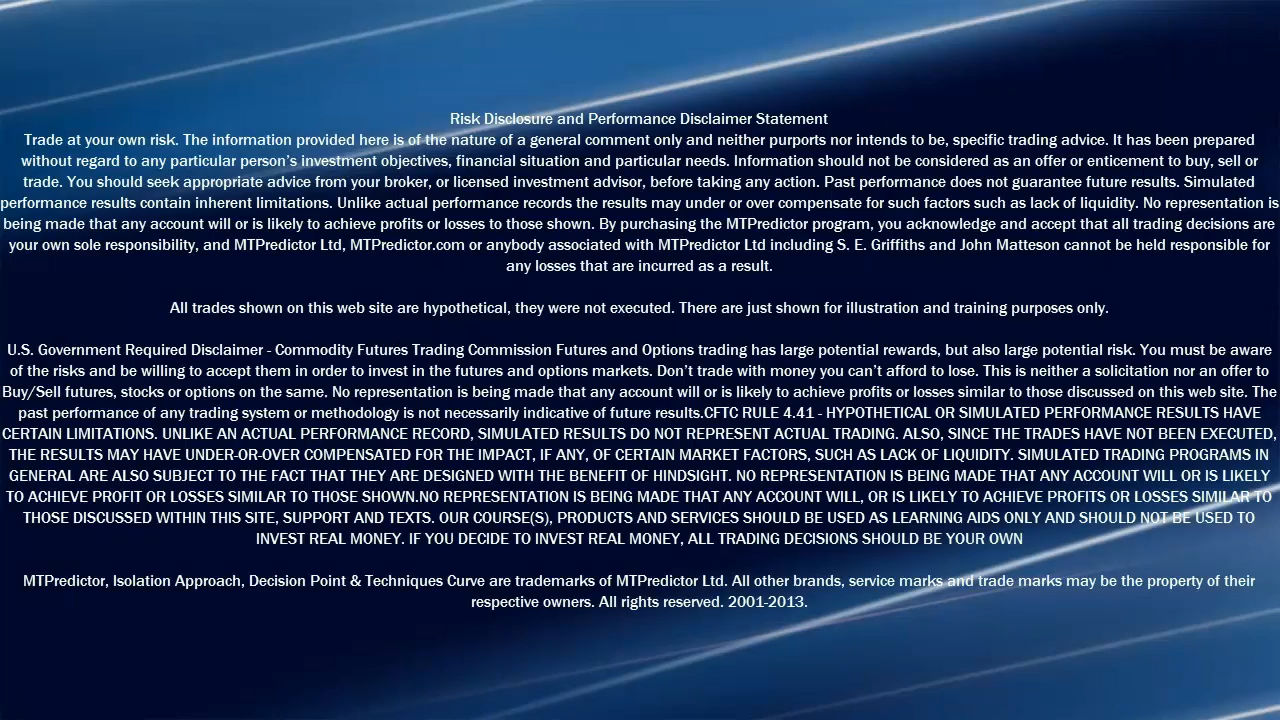 Risk Disclosure and Performance Disclaimer Statement
Trade at your own risk. The information provided here is of the nature of a general comment only and neither purports nor intends to be, specific trading advice. It has been prepared
without regard to any particular person's investment objectives, financial situation and particular needs. Information should not be considered as an offer or enticement to buy, sell or
trade. You should seek appropriate advice from your broker, or licensed investment advisor, before taking any action. Past performance does not guarantee future results. Simulated
performance results contain inherent limitations. Unlike actual performance records the results may under or over compensate for such factors such as lack of liquidity. No representation is
being made that any account will or is likely to achieve profits or losses to those shown. By purchasing the MTPredictor program, you acknowledge and accept that all trading decisions are
your own sole responsibility, and MTPredictor Ltd, MTPredictor.com or anybody associated with MTPredictor Ltd including S. E. Griffiths and John Matteson cannot be held responsible for
any losses that are incurred as a result.
All trades shown on this web site are hypothetical, they were not executed. There are just shown for illustration and training purposes only.
U.S. Government Required Disclaimer - Commodity Futures Trading Commission Futures and Options trading has large potential rewards, but also large potential risk. You must be aware
of the risks and be willing to accept them in order to invest in the futures and options markets. Don't trade with money you can't afford to lose. This is neither a solicitation nor an offer to
Buy/Sell futures, stocks or options on the same. No representation is being made that any account will or is likely to achieve profits or losses similar to those discussed on this web site. The
past performance of any trading system or methodology is not necessarily indicative of future results.CFTC RULE 4.41 - HYPOTHETICAL OR SIMULATED PERFORMANCE RESULTS HAVE
CERTAIN LIMITATIONS. UNLIKE AN ACTUAL PERFORMANCE RECORD, SIMULATED RESULTS DO NOT REPRESENT ACTUAL TRADING. ALSO, SINCE THE TRADES HAVE NOT BEEN EXECUTED,
THE RESULTS MAY HAVE UNDER-OR-OVER COMPENSATED FOR THE IMPACT, IF ANY, OF CERTAIN MARKET FACTORS, SUCH AS LACK OF LIQUIDITY. SIMULATED TRADING PROGRAMS IN
GENERAL ARE ALSO SUBJECT TO THE FACT THAT THEY ARE DESIGNED WITH THE BENEFIT OF HINDSIGHT. NO REPRESENTATION IS BEING MADE THAT ANY ACCOUNT WILL OR IS LIKELY
TO ACHIEVE PROFIT OR LOSSES SIMILAR TO THOSE SHOWN.NO REPRESENTATION IS BEING MADE THAT ANY ACCOUNT WILL, OR IS LIKELY TO ACHIEVE PROFITS OR LOSSES SIMILAR TO
THOSE DISCUSSED WITHIN THIS SITE, SUPPORT AND TEXTS. OUR COURSE(S), PRODUCTS AND SERVICES SHOULD BE USED AS LEARNING AIDS ONLY AND SHOULD NOT BE USED TO
INVEST REAL MONEY. IF YOU DECIDE TO INVEST REAL MONEY, ALL TRADING DECISIONS SHOULD BE YOUR OWN
MTPredictor, Isolation Approach, Decision Point & Techniques Curve are trademarks of MTPredictor Ltd. All other brands, service marks and trade marks may be the property of their
respective owners. All rights reserved. 2001-2013.